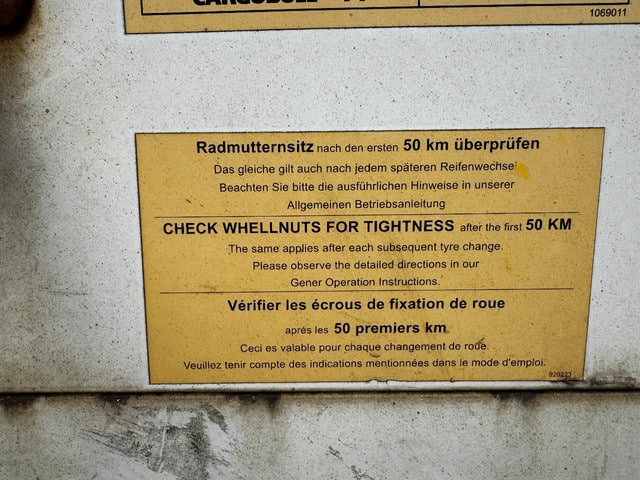 CARGOBULL
1069011
Radmutternsitz nach den ersten 50 km überprüfen
Das gleiche gilt auch nach jedem späteren Reifenwechsel
Beachten Sie bitte die ausführlichen Hinweise in unserer
Allgemeinen Betriebsanleitung
CHECK WHELLNUTS FOR TIGHTNESS after the first 50 KM
The same applies after each subsequent tyre change.
Please observe the detailed directions in our
Gener Operation Instructions.
Vérifier les écrous de fixation de roue
aprés les 50 premiers km
Ceci es valable pour chaque changement de roue.
Veuillez tenir compte des indications mentionnées dans le mode d'emploi.
920223